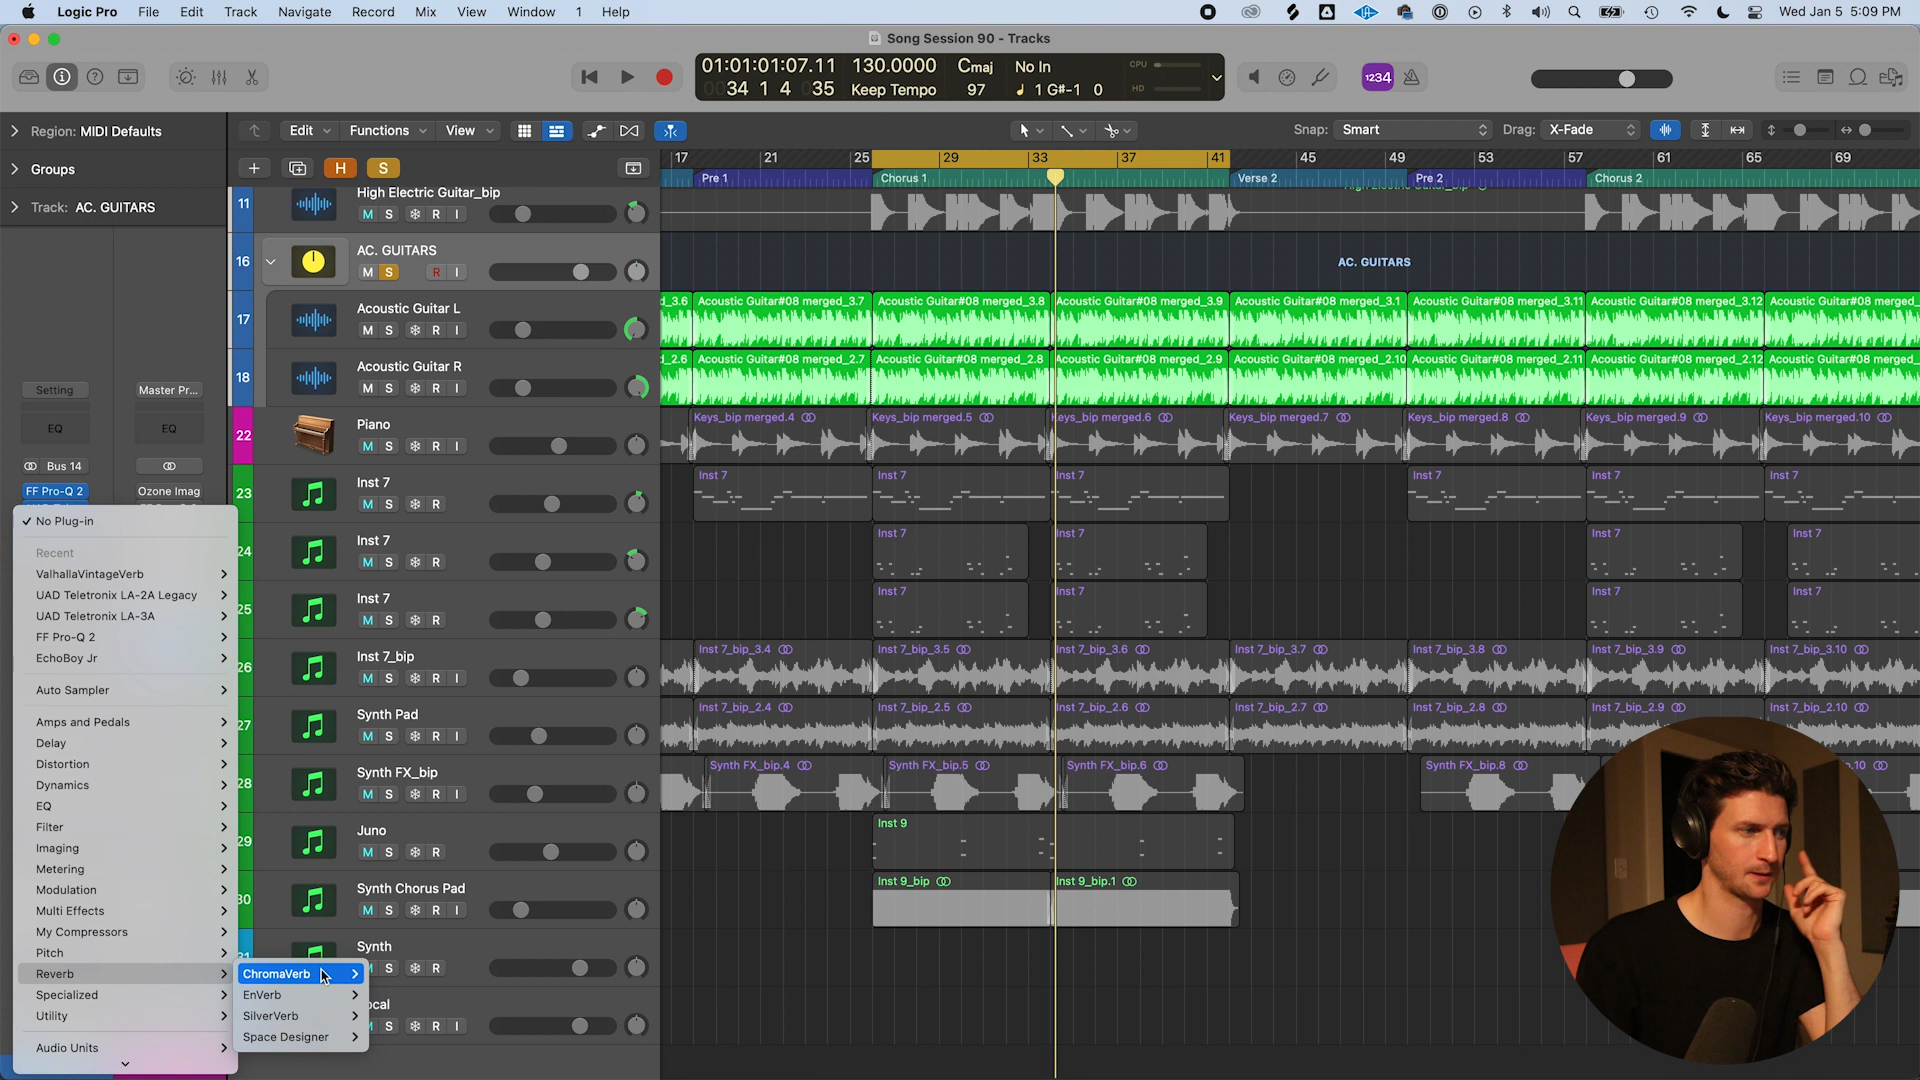 Logic Pro File Edit Track Navigate Record Mix View Window 1 Help
Wed Jan 5 5:09 PM
Song Session 90 - Tracks
01:01:01:07.11 130.0000 Cmaj No In CPU
34 1 4 035 Keep Tempo 97 1 G#-1 0 HD
1234
Region: MIDI Defaults
Groups
Track: AC. GUITARS
Edit Functions View
Snap: Smart Drag: X-Fade
H S
17 21 25 29 33 37 41 45 49 53 57 61 65 69
Pre 1 Chorus 1 Verse 2 Pre 2 Chorus 2
11 High Electric Guitar_bip
M S R I
16 AC. GUITARS
M S R I
AC. GUITARS
17 Acoustic Guitar L
M S R I
d_3.6 Acoustic Guitar#08 merged_3.7 Acoustic Guitar#08 merged_3.8 Acoustic Guitar#08 merged_3.9 Acoustic Guitar#08 merged_3.1 Acoustic Guitar#08 merged_3.11 Acoustic Guitar#08 merged_3.12 Acoustic Guitar#08 merged_
18 Acoustic Guitar R
M S R I
d_2.6 Acoustic Guitar#08 merged_2.7 Acoustic Guitar#08 merged_2.8 Acoustic Guitar#08 merged_2.9 Acoustic Guitar#08 merged_2.10 Acoustic Guitar#08 merged_2.11 Acoustic Guitar#08 merged_2.12 Acoustic Guitar#08 merged_
22 Piano
M S R I
Keys_bip merged.4 Keys_bip merged.5 Keys_bip merged.6 Keys_bip merged.7 Keys_bip merged.8 Keys_bip merged.9 Keys_bip merged.10
23 Inst 7
M S R
Inst 7 Inst 7 Inst 7 Inst 7 Inst 7 Inst 7
24 Inst 7
M S R
Inst 7 Inst 7 Inst 7 Inst 7
25 Inst 7
M S R
Inst 7 Inst 7 Inst 7 Inst 7
26 Inst 7_bip
M S R I
Inst 7_bip_3.4 Inst 7_bip_3.5 Inst 7_bip_3.6 Inst 7_bip_3.7 Inst 7_bip_3.8 Inst 7_bip_3.9 Inst 7_bip_3.10
27 Synth Pad
M S R I
Inst 7_bip_2.4 Inst 7_bip_2.5 Inst 7_bip_2.6 Inst 7_bip_2.7 Inst 7_bip_2.8 Inst 7_bip_2.9 Inst 7_bip_2.10
28 Synth FX_bip
M S R I
Synth FX_bip.4 Synth FX_bip.5 Synth FX_bip.6 Synth FX_bip.8 .10
29 Juno
M S R
Inst 9
30 Synth Chorus Pad
M S R I
Inst 9_bip Inst 9_bip.1
Synth
S R
ocal
S R I
Setting Master Pr...
EQ EQ
Bus 14
FF Pro-Q 2 Ozone Imag
No Plug-in
Recent
ValhallaVintageVerb
UAD Teletronix LA-2A Legacy
UAD Teletronix LA-3A
FF Pro-Q 2
EchoBoy Jr
Auto Sampler
Amps and Pedals
Delay
Distortion
Dynamics
EQ
Filter
Imaging
Metering
Modulation
Multi Effects
My Compressors
Pitch
Reverb
Specialized
Utility
Audio Units
ChromaVerb
EnVerb
SilverVerb
Space Designer